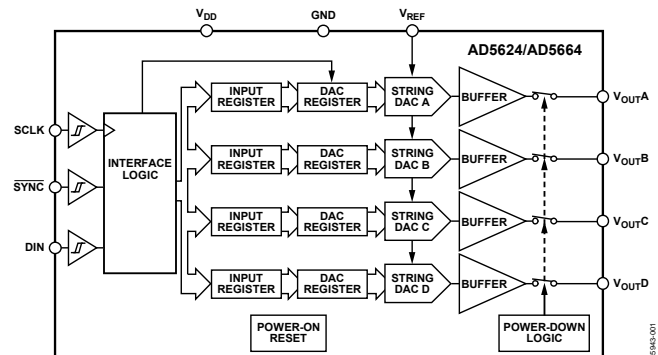 VDD GND VREF
AD5624/AD5664
INPUT REGISTER
DAC REGISTER
STRING DAC A
BUFFER
VOUTA
SCLK
INTERFACE LOGIC
INPUT REGISTER
DAC REGISTER
STRING DAC B
BUFFER
VOUTB
SYNC
INPUT REGISTER
DAC REGISTER
STRING DAC C
BUFFER
VOUTC
DIN
INPUT REGISTER
DAC REGISTER
STRING DAC D
BUFFER
VOUTD
POWER-ON RESET
POWER-DOWN LOGIC